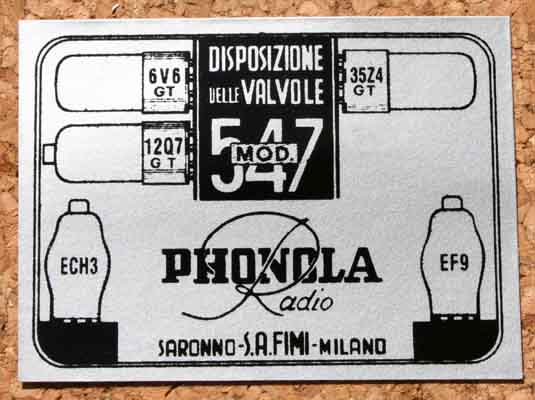 DISPOSIZIONE
DELLE VALVOLE
547
MOD.
6V6
GT
35Z4
GT
12Q7
GT
ECH3
EF9
PHONOLA
Radio
SARONNO-S.A.FIMI-MILANO